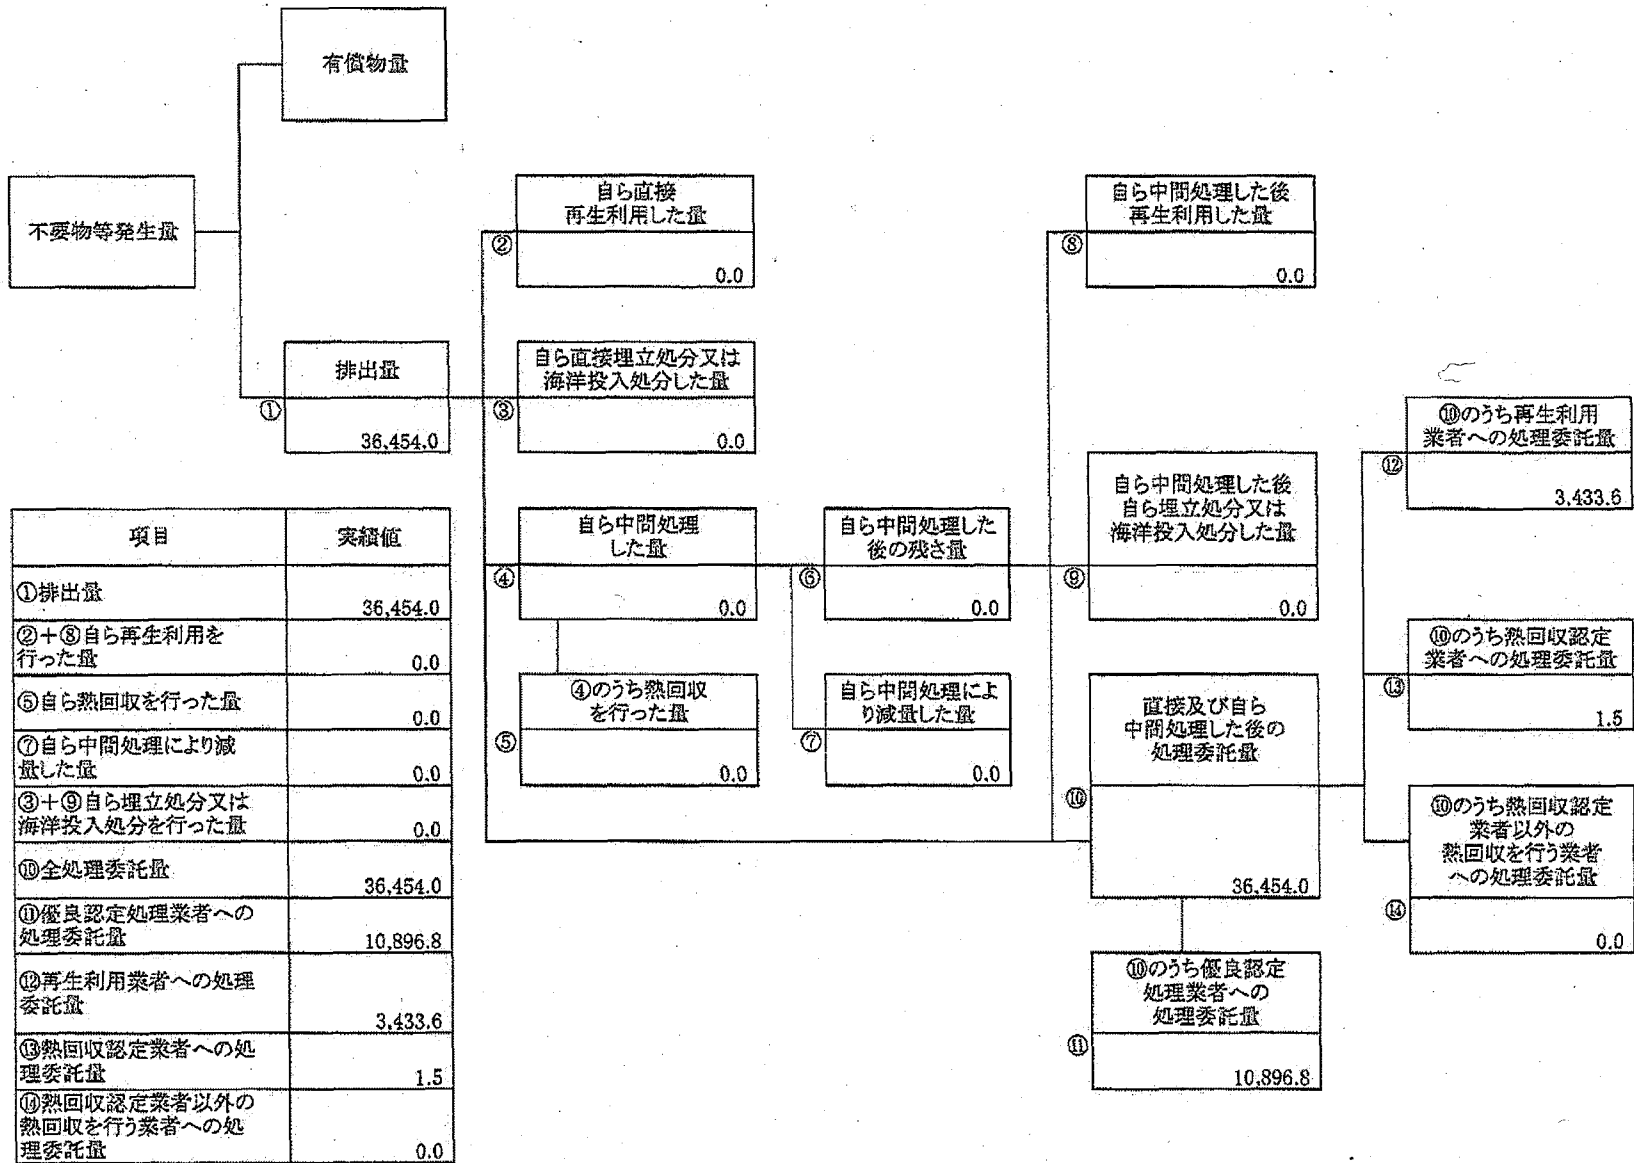 有償物量
不要物等発生量
自ら直接
再生利用した量
②
0.0
自ら中間処理した後
再生利用した量
⑧
0.0
排出量
①
36,454.0
自ら直接埋立処分又は
海洋投入処分した量
③
0.0
⑩のうち再生利用
業者への処理委託量
⑫
3,433.6
自ら中間処理
した量
④
0.0
自ら中間処理した
後の残さ量
⑥
0.0
自ら中間処理した後
自ら埋立処分又は
海洋投入処分した量
⑨
0.0
⑩のうち熱回収認定
業者への処理委託量
⑬
1.5
④のうち熱回収
を行った量
⑤
0.0
自ら中間処理によ
り減量した量
⑦
0.0
直接及び自ら
中間処理した後の
処理委託量
⑩
36,454.0
⑩のうち熱回収認定
業者以外の
熱回収を行う業者
への処理委託量
⑭
0.0
⑩のうち優良認定
処理業者への
処理委託量
⑪
10,896.8
項目 実績値
①排出量
36,454.0
②+⑧自ら再生利用を
行った量 0.0
⑤自ら熱回収を行った量
0.0
⑦自ら中間処理により減
量した量 0.0
③+⑨自ら埋立処分又は
海洋投入処分を行った量 0.0
⑩全処理委託量
36,454.0
⑪優良認定処理業者への
処理委託量 10,896.8
⑫再生利用業者への処理
委託量
3,433.6
⑬熱回収認定業者への処
理委託量 1.5
⑭熱回収認定業者以外の
熱回収を行う業者への処
理委託量 0.0